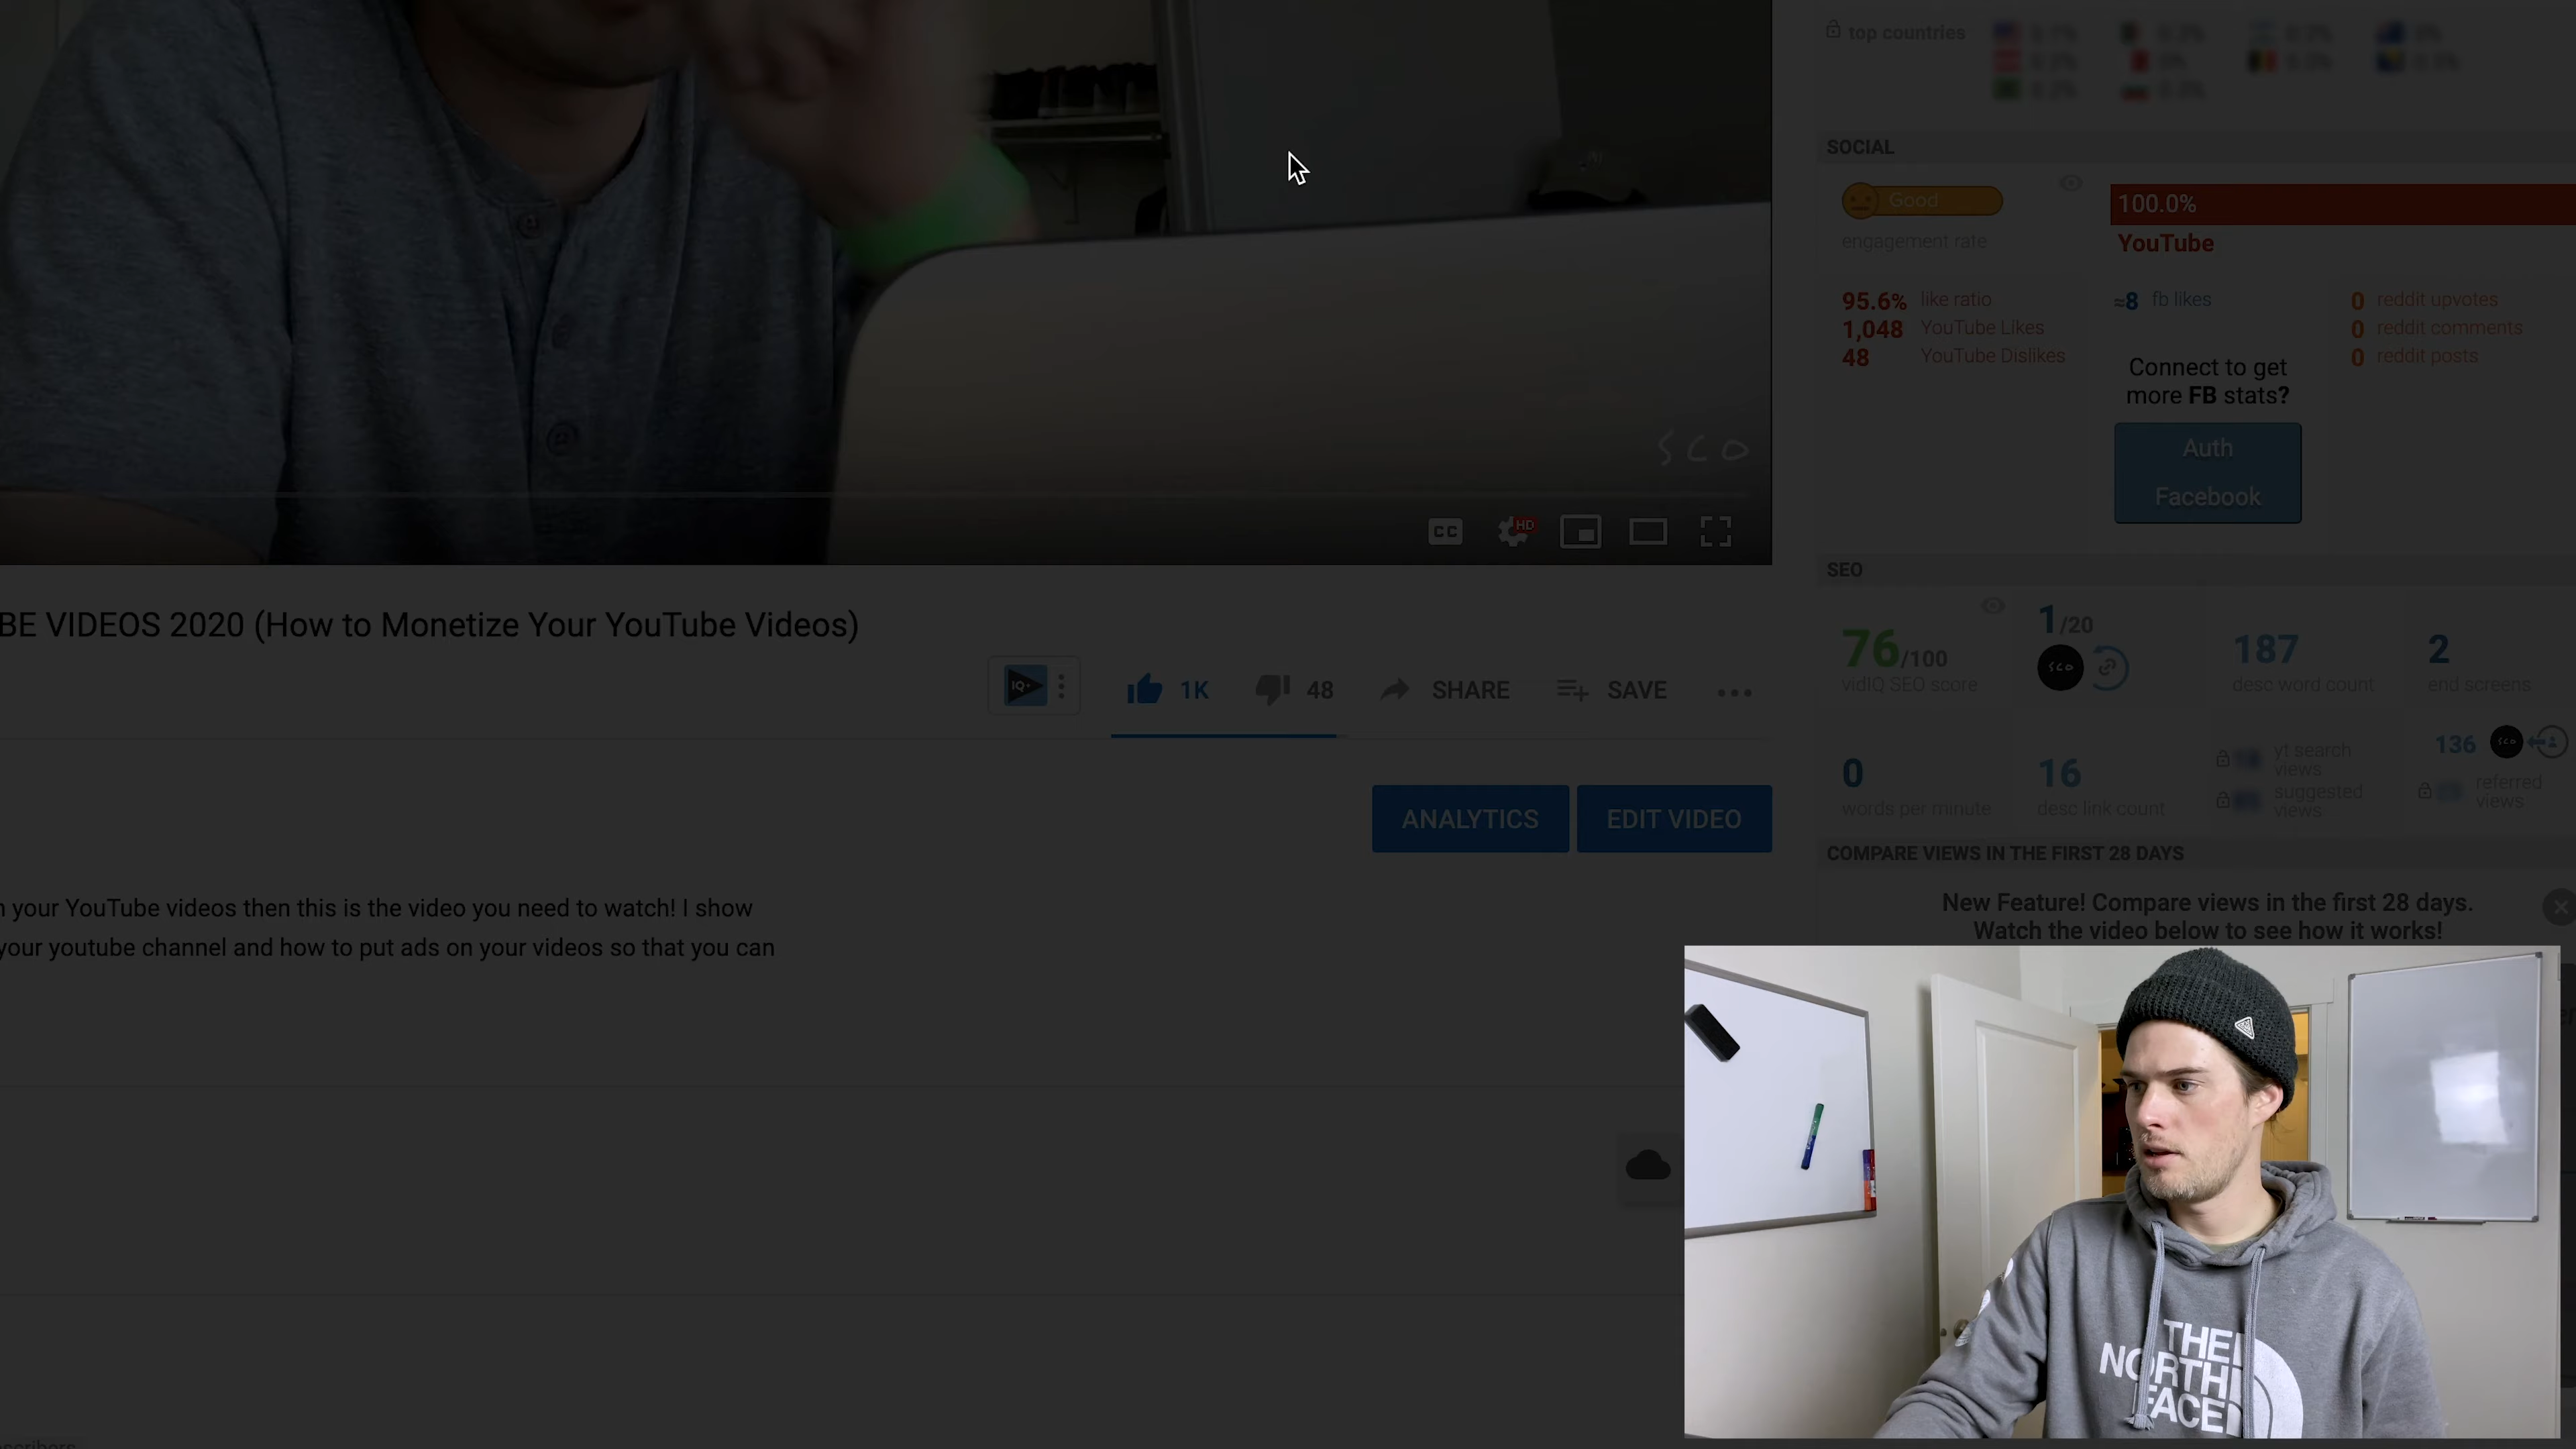 top countries
SOCIAL
Good
engagement rate
100.0%
YouTube
95.6% like ratio
1,048 YouTube Likes
48 YouTube Dislikes
≈8 fb likes
0 reddit upvotes
0 reddit comments
0 reddit posts
Connect to get
more FB stats?
Auth
Facebook
SCO
CC
HD
SEO
BE VIDEOS 2020 (How to Monetize Your YouTube Videos)
IQ+
1K
48
SHARE
SAVE
76/100
vidIQ SEO score
1/20
sco
187
desc word count
2
end screens
0
words per minute
16
desc link count
yt search
views
suggested
views
136
sco
referred
views
ANALYTICS
EDIT VIDEO
COMPARE VIEWS IN THE FIRST 28 DAYS
New Feature! Compare views in the first 28 days.
Watch the video below to see how it works!
your YouTube videos then this is the video you need to watch! I show
your youtube channel and how to put ads on your videos so that you can
THE
NORTH
FACE